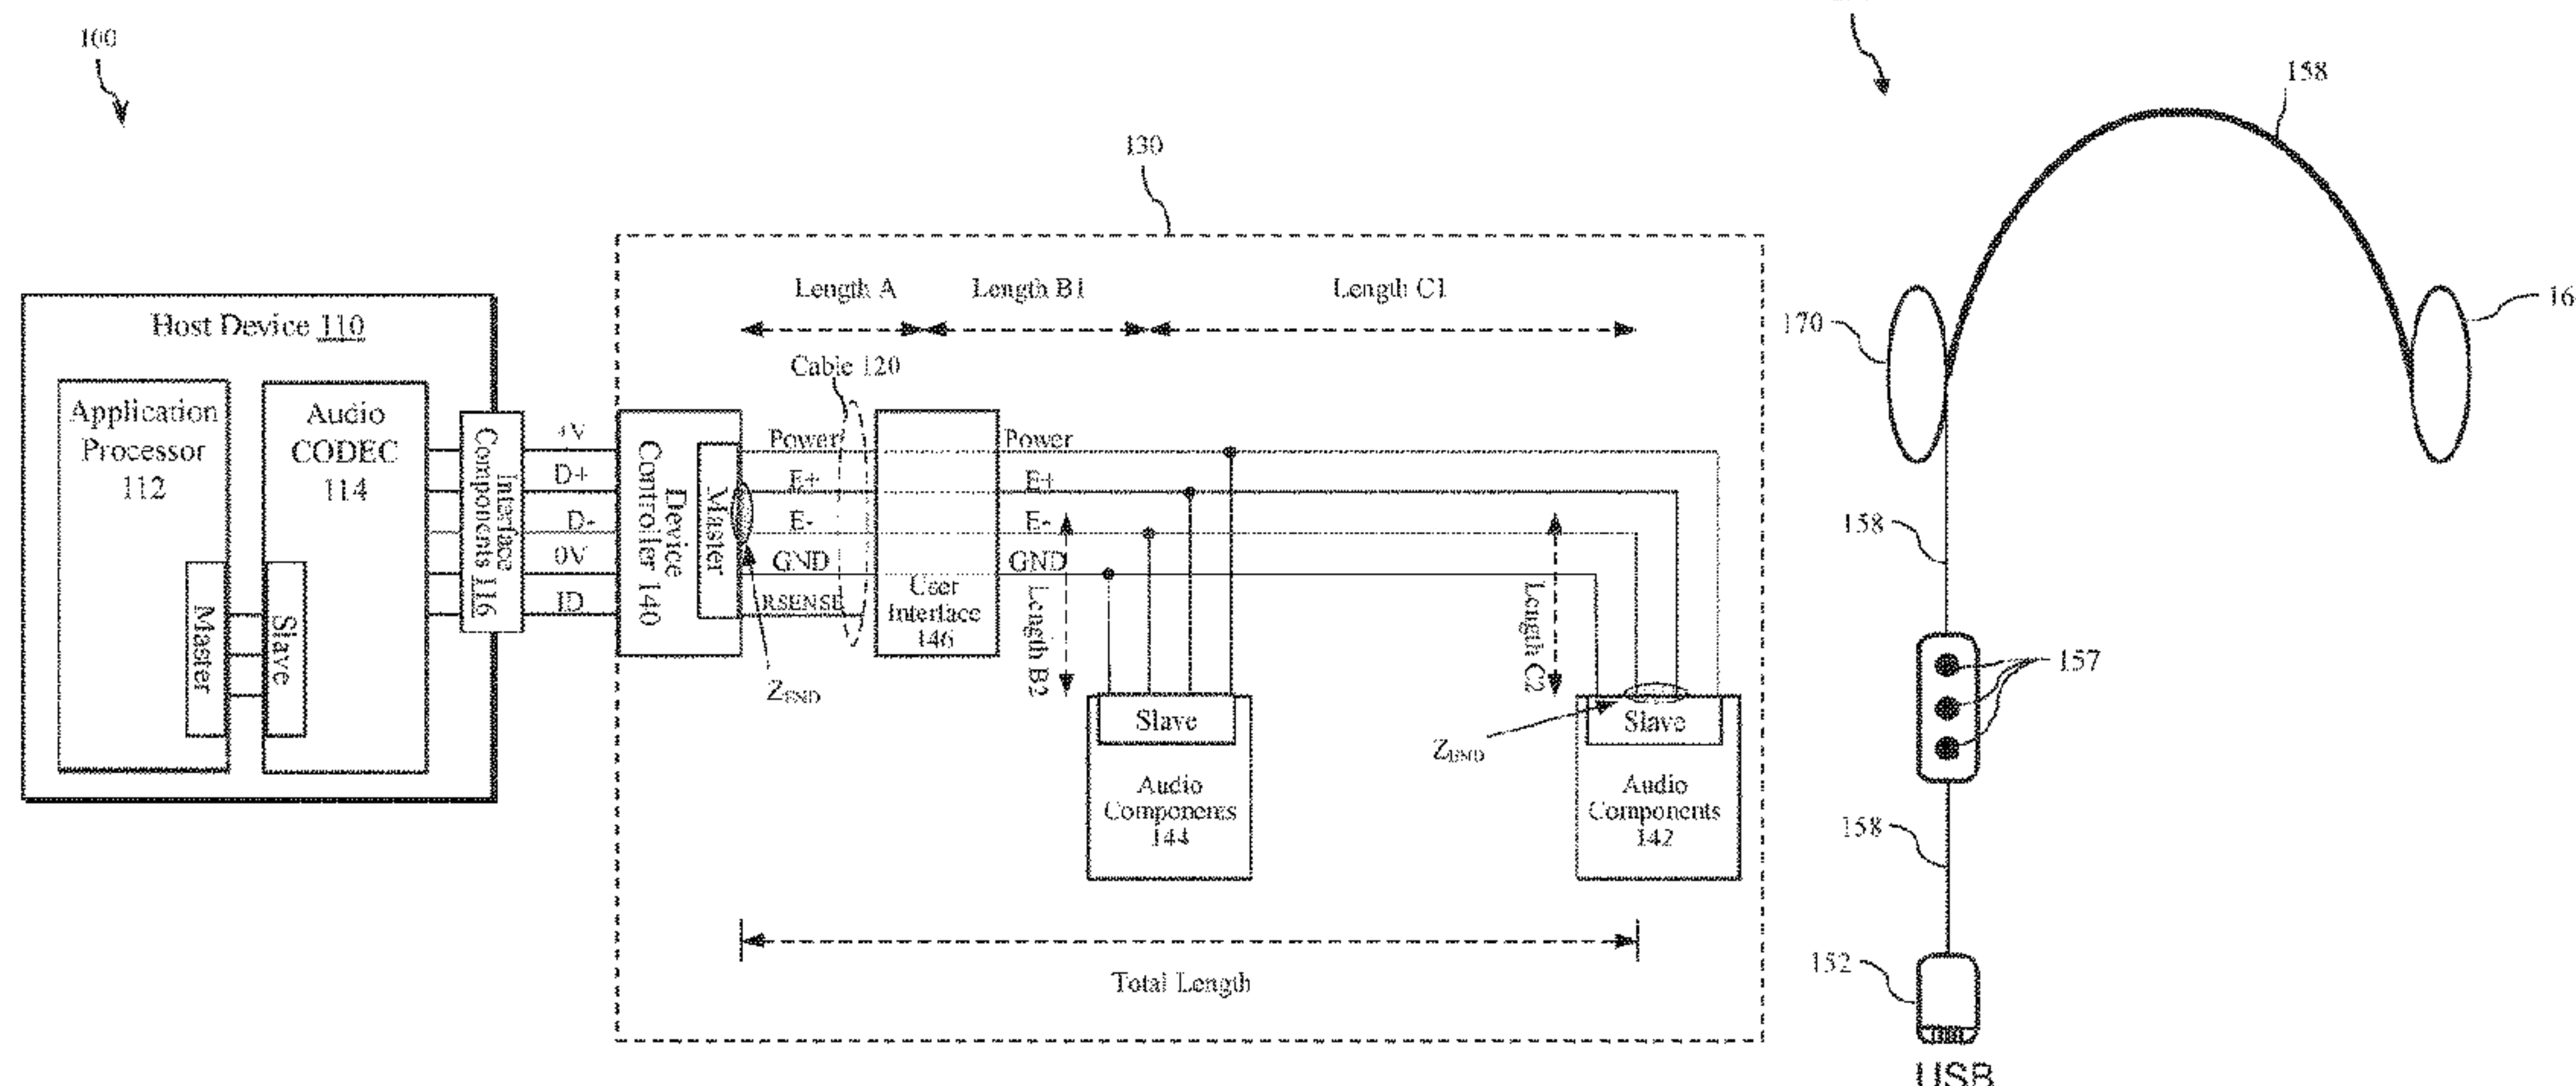 100
130
158
Length A
Length B1
Length C1
Host Device 110
170
Cable 120
Application
Processor
112
Audio
CODEC
114
Interface
Components 116
+V
D+
D-
0V
ID
Device
Controller 140
Master
Power
E+
E-
GND
RSENSE
User
Interface
146
Power
E+
E-
GND
Length B2
Length C2
158
Master
Slave
157
Slave
Slave
Audio
Components
144
Audio
Components
142
158
152
Total Length
USB